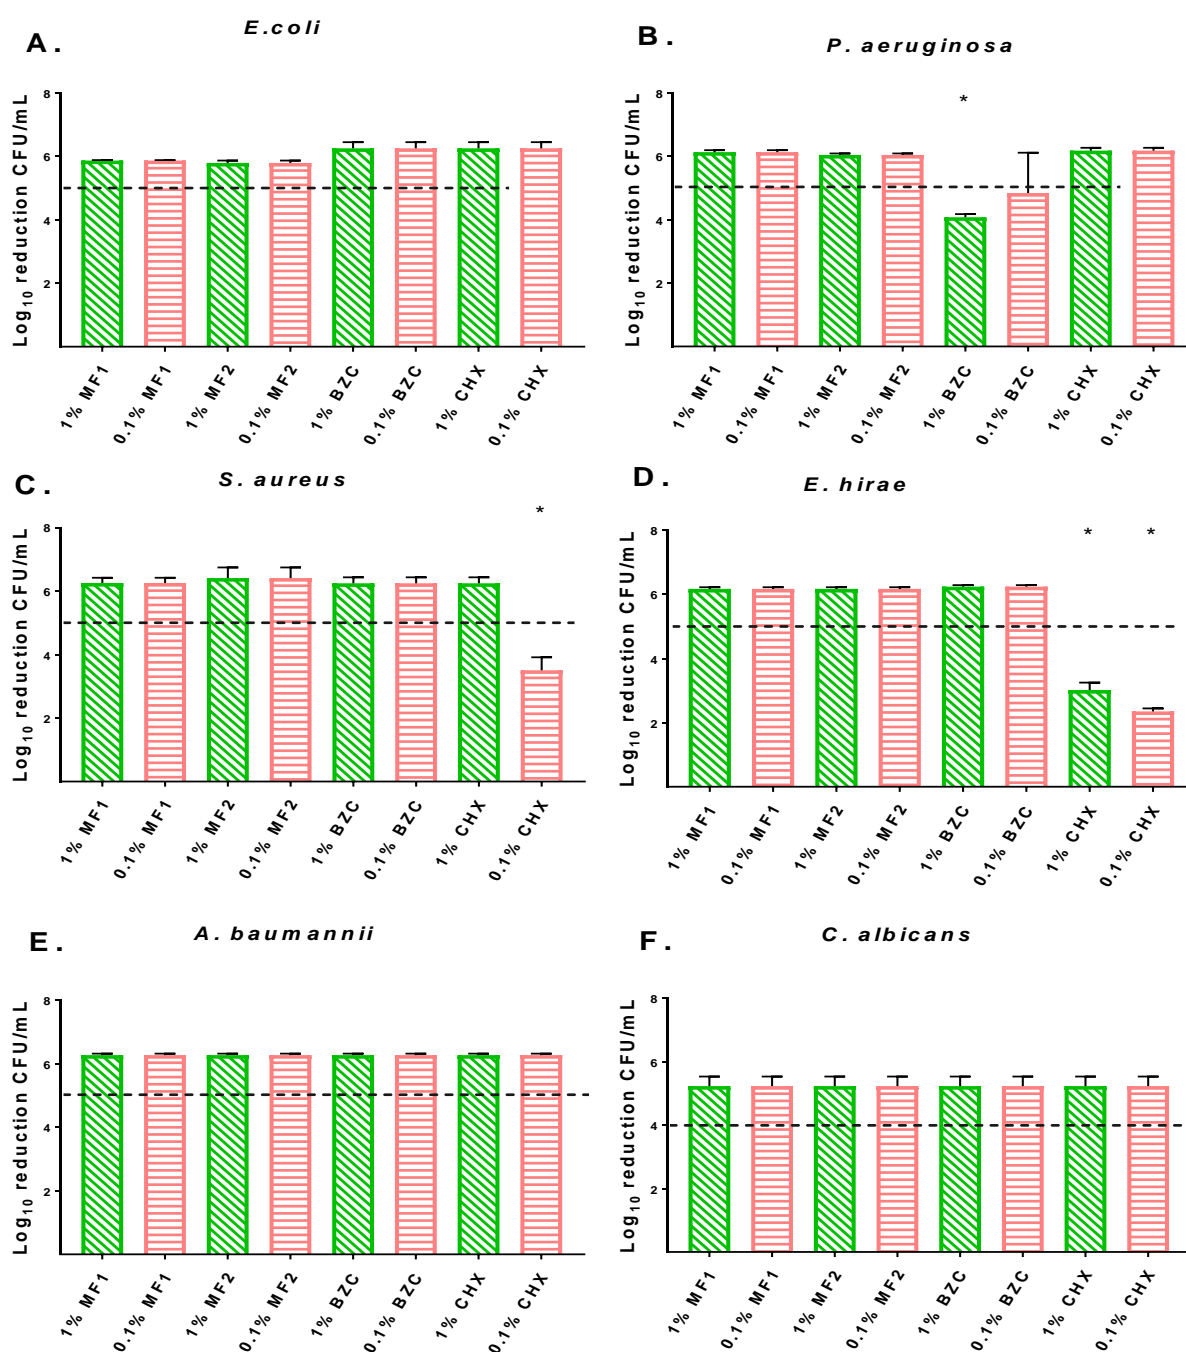 A.
E.coli
Log10 reduction CFU/mL
8
6
4
2
1% MF1
0.1% MF1
1% MF2
0.1% MF2
1% BZC
0.1% BZC
1% CHX
0.1% CHX
B.
P. aeruginosa
*
Log10 reduction CFU/mL
8
6
4
2
1% MF1
0.1% MF1
1% MF2
0.1% MF2
1% BZC
0.1% BZC
1% CHX
0.1% CHX
C.
S. aureus
*
Log10 reduction CFU/mL
8
6
4
2
1% MF1
0.1% MF1
1% MF2
0.1% MF2
1% BZC
0.1% BZC
1% CHX
0.1% CHX
D.
E. hirae
* *
Log10 reduction CFU/mL
8
6
4
2
1% MF1
0.1% MF1
1% MF2
0.1% MF2
1% BZC
0.1% BZC
1% CHX
0.1% CHX
E.
A. baumannii
Log10 reduction CFU/mL
8
6
4
2
1% MF1
0.1% MF1
1% MF2
0.1% MF2
1% BZC
0.1% BZC
1% CHX
0.1% CHX
F.
C. albicans
Log10 reduction CFU/mL
8
6
4
2
1% MF1
0.1% MF1
1% MF2
0.1% MF2
1% BZC
0.1% BZC
1% CHX
0.1% CHX